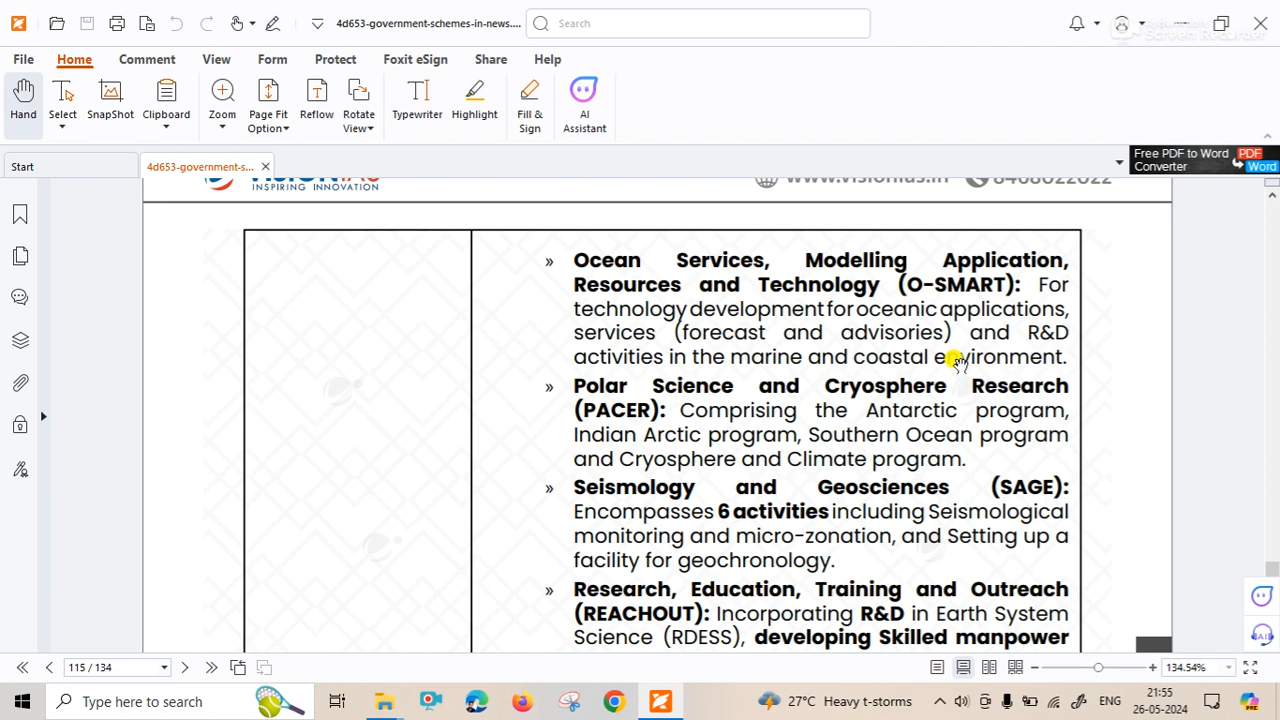 4d653-government-schemes-in-news....
Search
File Home Comment View Form Protect Foxit eSign Share Help
Hand Select SnapShot Clipboard Zoom Page Fit Option Reflow Rotate View Typewriter Highlight Fill & Sign AI Assistant
Start 4d653-government-s...
Free PDF to Word Converter PDF Word
VISIONIAS www.visionias.in 8468022022
INSPIRING INNOVATION
» Ocean Services, Modelling Application,
Resources and Technology (O-SMART): For
technology development for oceanic applications,
services (forecast and advisories) and R&D
activities in the marine and coastal environment.
» Polar Science and Cryosphere Research
(PACER): Comprising the Antarctic program,
Indian Arctic program, Southern Ocean program
and Cryosphere and Climate program.
» Seismology and Geosciences (SAGE):
Encompasses 6 activities including Seismological
monitoring and micro-zonation, and Setting up a
facility for geochronology.
» Research, Education, Training and Outreach
(REACHOUT): Incorporating R&D in Earth System
Science (RDESS), developing Skilled manpower
115 / 134 134.54%
Type here to search 27°C Heavy t-storms ENG 21:55
26-05-2024